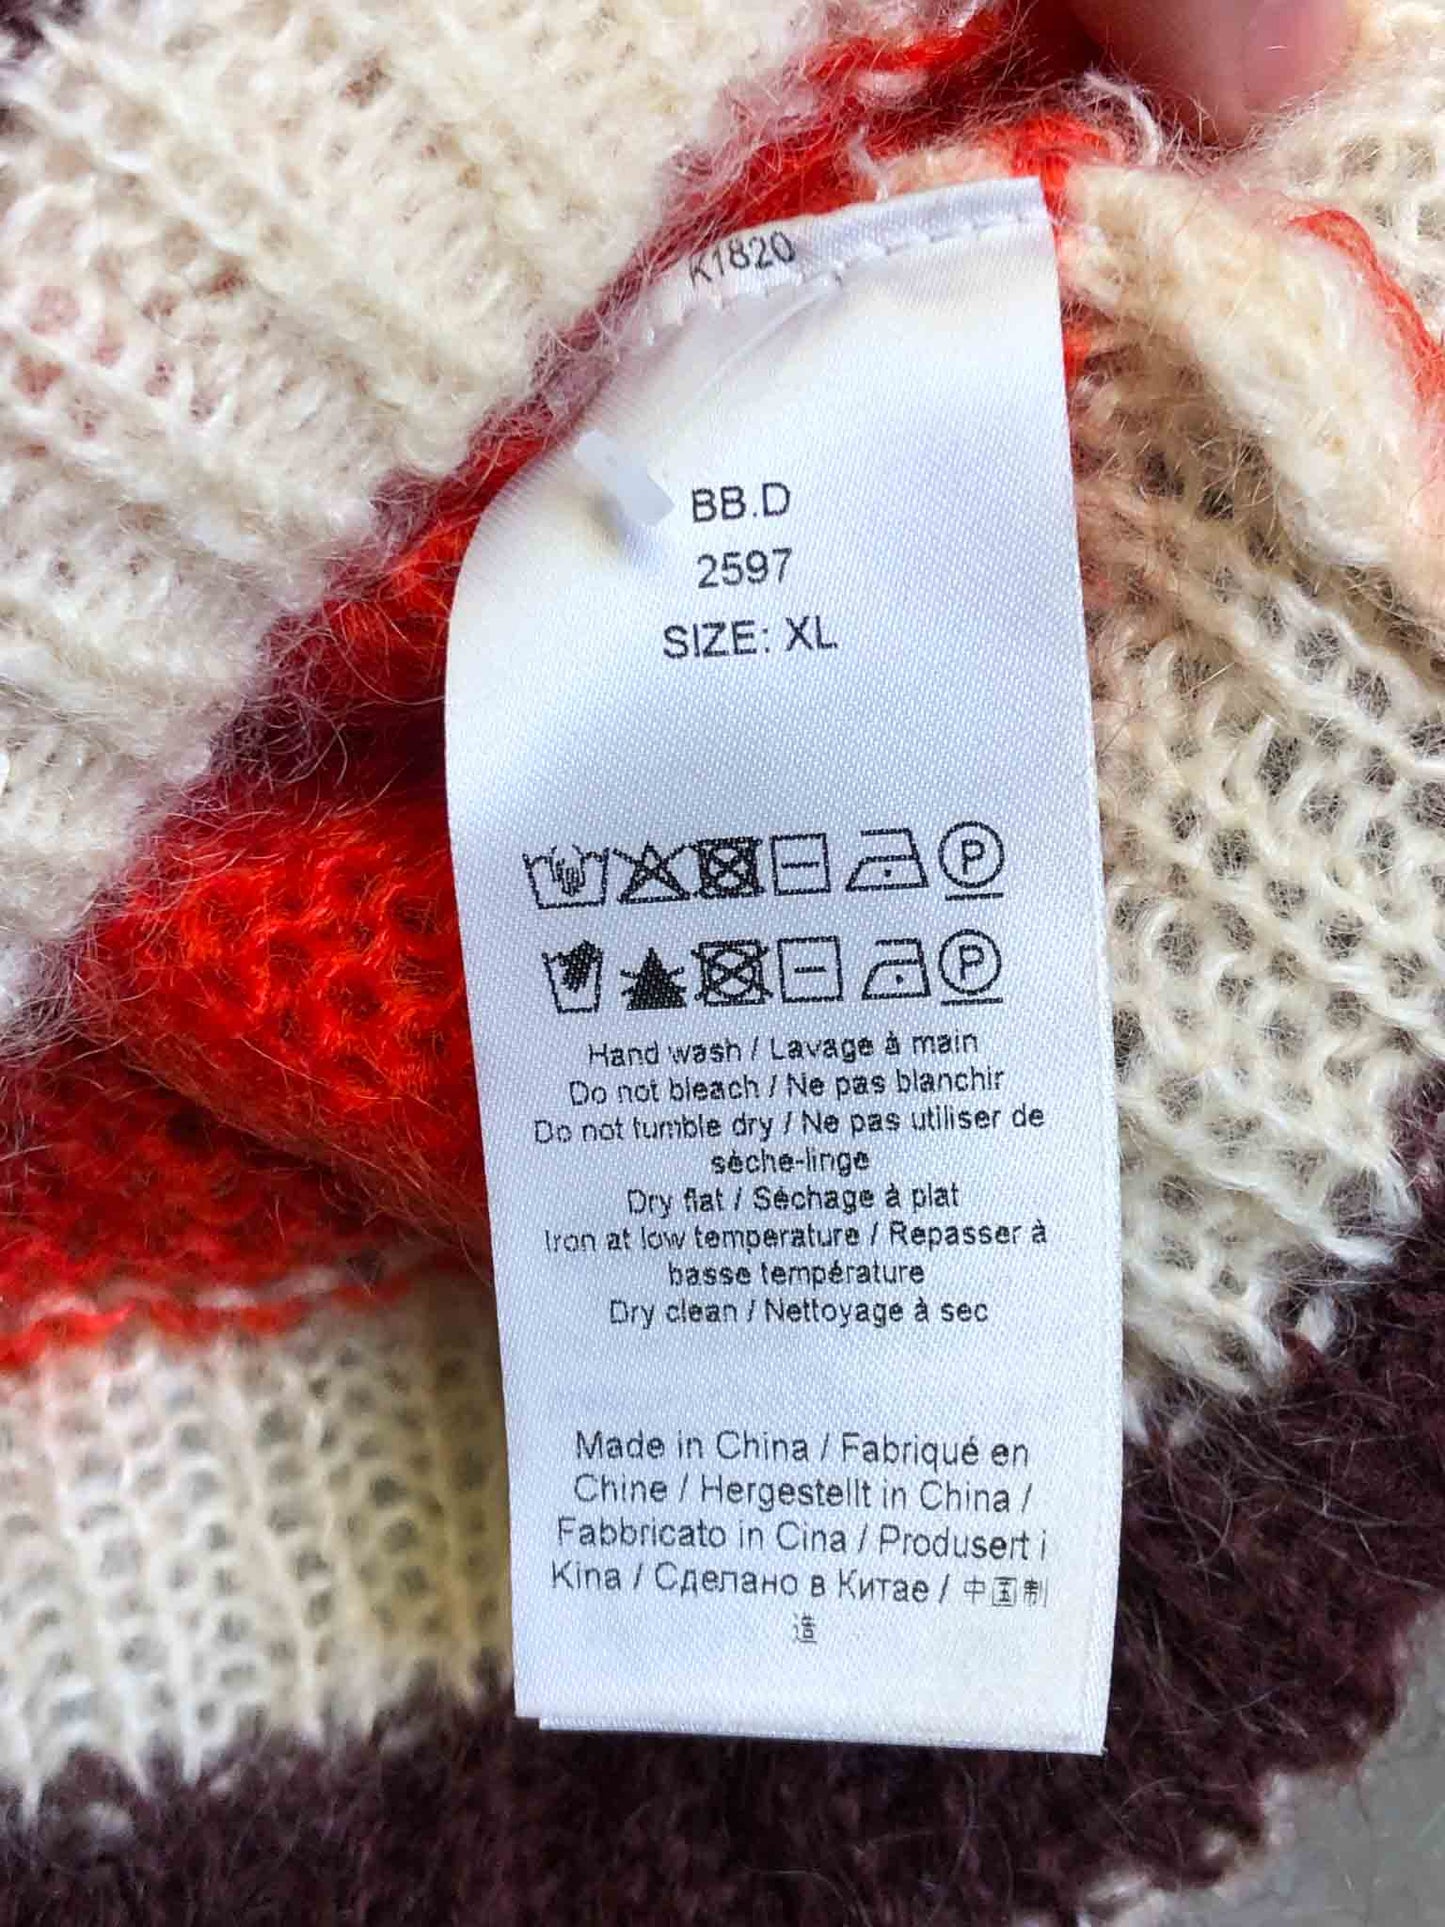 K1820
BB.D
2597
SIZE: XL
P
P
Hand wash / Lavage à main
Do not bleach / Ne pas blanchir
Do not tumble dry / Ne pas utiliser de
sèche-linge
Dry flat / Séchage à plat
Iron at low temperature / Repasser à
basse température
Dry clean / Nettoyage à sec
Made in China / Fabriqué en
Chine / Hergestellt in China /
Fabbricato in Cina / Produsert i
Kina / Сделано в Китае / 中国制
造